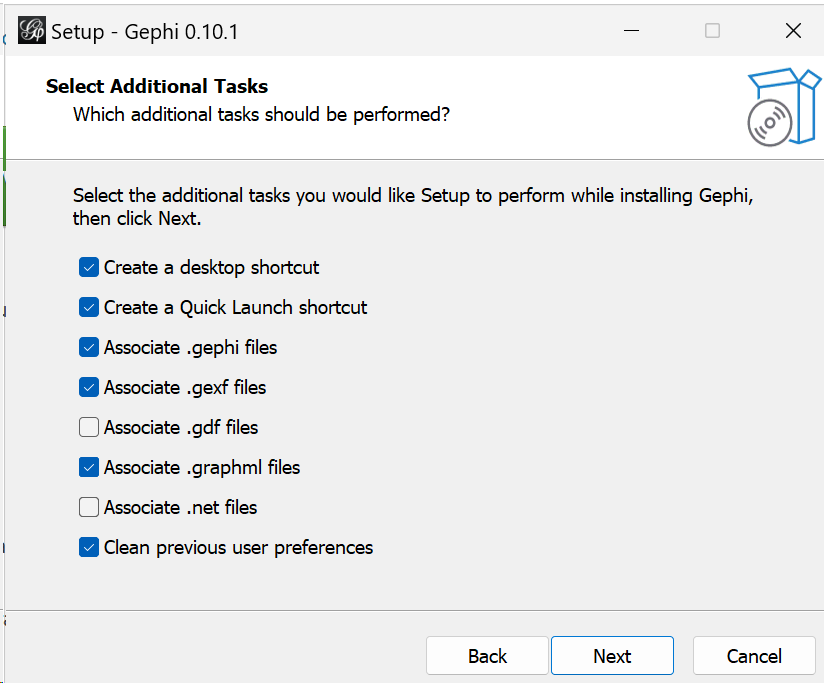 Setup - Gephi 0.10.1
Select Additional Tasks
Which additional tasks should be performed?
Select the additional tasks you would like Setup to perform while installing Gephi,
then click Next.
Create a desktop shortcut
Create a Quick Launch shortcut
Associate .gephi files
Associate .gexf files
Associate .gdf files
Associate .graphml files
Associate .net files
Clean previous user preferences
Back
Next
Cancel